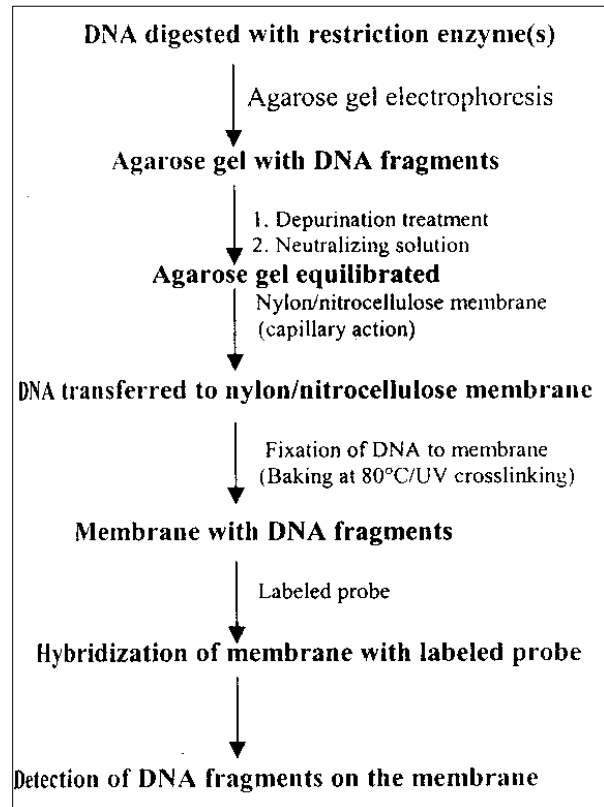 DNA digested with restriction enzyme(s)
Agarose gel electrophoresis
Agarose gel with DNA fragments
1. Depurination treatment
2. Neutralizing solution
Agarose gel equilibrated
Nylon/nitrocellulose membrane
(capillary action)
DNA transferred to nylon/nitrocellulose membrane
Fixation of DNA to membrane
(Baking at 80°C/UV crosslinking)
Membrane with DNA fragments
Labeled probe
Hybridization of membrane with labeled probe
Detection of DNA fragments on the membrane